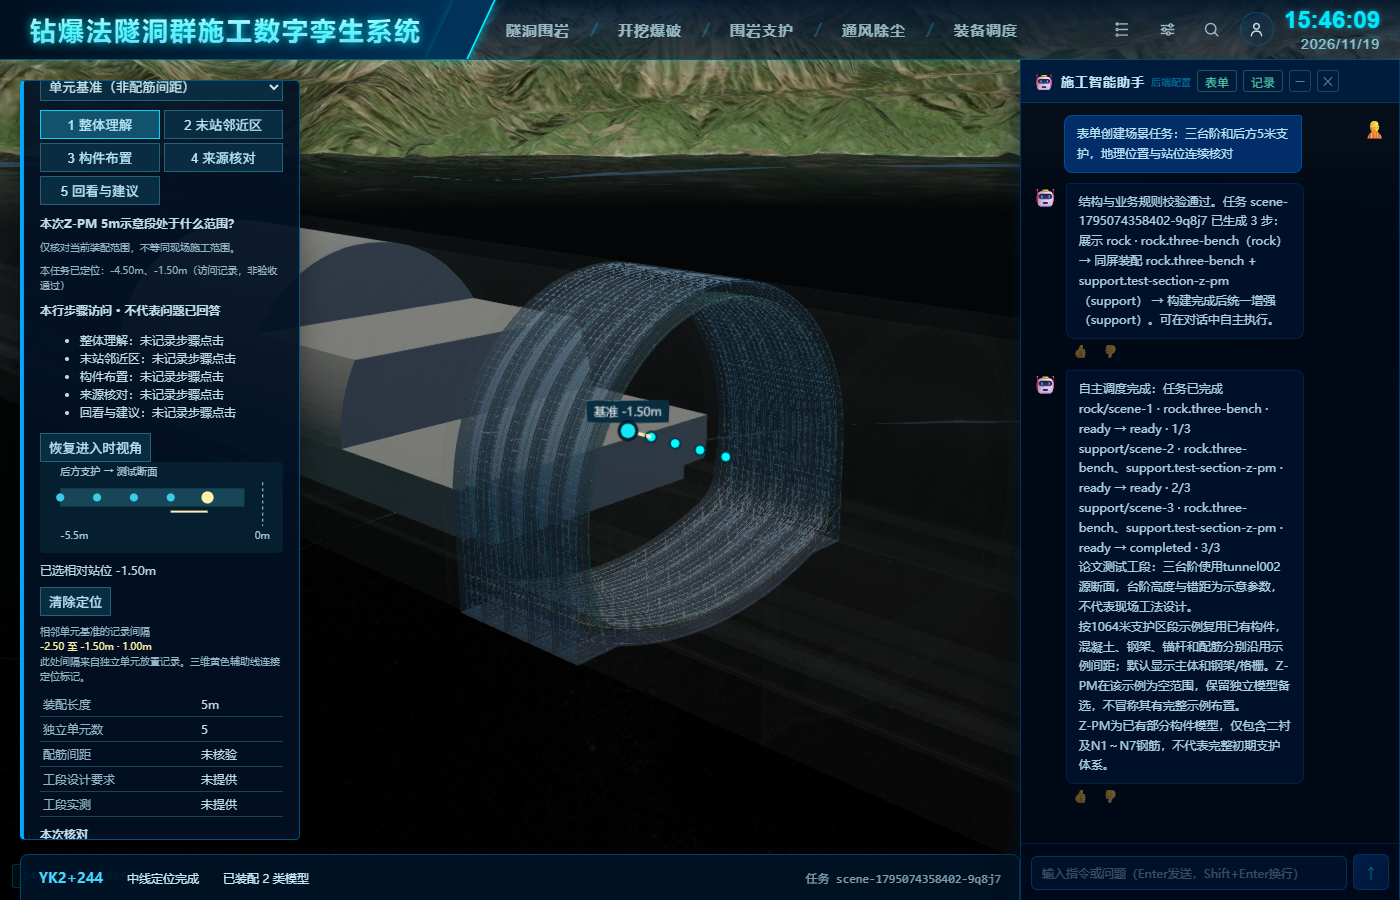 钻爆法隧洞群施工数字孪生系统
隧洞围岩 / 开挖爆破 / 围岩支护 / 通风除尘 / 装备调度
15:46:09
2026/11/19
单元基准（非配筋间距）
1 整体理解
2 末站邻近区
3 构件布置
4 来源核对
5 回看与建议
本次Z-PM 5m示意段处于什么范围?
仅核对当前装配范围，不等同现场施工范围。
本任务已定位：-4.50m、-1.50m（访问记录，非验收
通过）
本行步骤访问 · 不代表问题已回答
整体理解：未记录步骤点击
末站邻近区：未记录步骤点击
构件布置：未记录步骤点击
来源核对：未记录步骤点击
回看与建议：未记录步骤点击
恢复进入时视角
后方支护 → 测试断面
-5.5m
0m
已选相对站位 -1.50m
清除定位
相邻单元基准的记录间隔
-2.50 至 -1.50m · 1.00m
此处间隔来自独立单元放置记录。三维黄色辅助线连接
定位标记。
装配长度 5m
独立单元数 5
配筋间距 未核验
工段设计要求 未提供
工段实测 未提供
本次核对
基准 -1.50m
YK2+244 中线定位完成 已装配 2 类模型
任务 scene-1795074358402-9q8j7
施工智能助手 后端配置 表单 记录
表单创建场景任务：三台阶和后方5米支
护，地理位置与站位连续核对
结构与业务规则校验通过。任务 scene-
1795074358402-9q8j7 已生成 3 步：
展示 rock · rock.three-bench（rock）
→ 同屏装配 rock.three-bench +
support.test-section-z-pm
（support） → 构建完成后统一增强
（support）。可在对话中自主执行。
自主调度完成：任务已完成
rock/scene-1 · rock.three-bench ·
ready → ready · 1/3
support/scene-2 · rock.three-
bench、support.test-section-z-pm ·
ready → ready · 2/3
support/scene-3 · rock.three-
bench、support.test-section-z-pm ·
ready → completed · 3/3
论文测试工段：三台阶使用tunnel002
源断面，台阶高度与错距为示意参数，
不代表现场工法设计。
按1064米支护区段示例复用已有构件，
混凝土、钢架、锚杆和配筋分别沿用示
例间距；默认显示主体和钢架/格栅。Z-
PM在该示例为空范围，保留独立模型备
选，不冒称其有完整示例布置。
Z-PM为已有部分构件模型，仅包含二衬
及N1～N7钢筋，不代表完整初期支护
体系。
输入指令或问题（Enter发送，Shift+Enter换行）